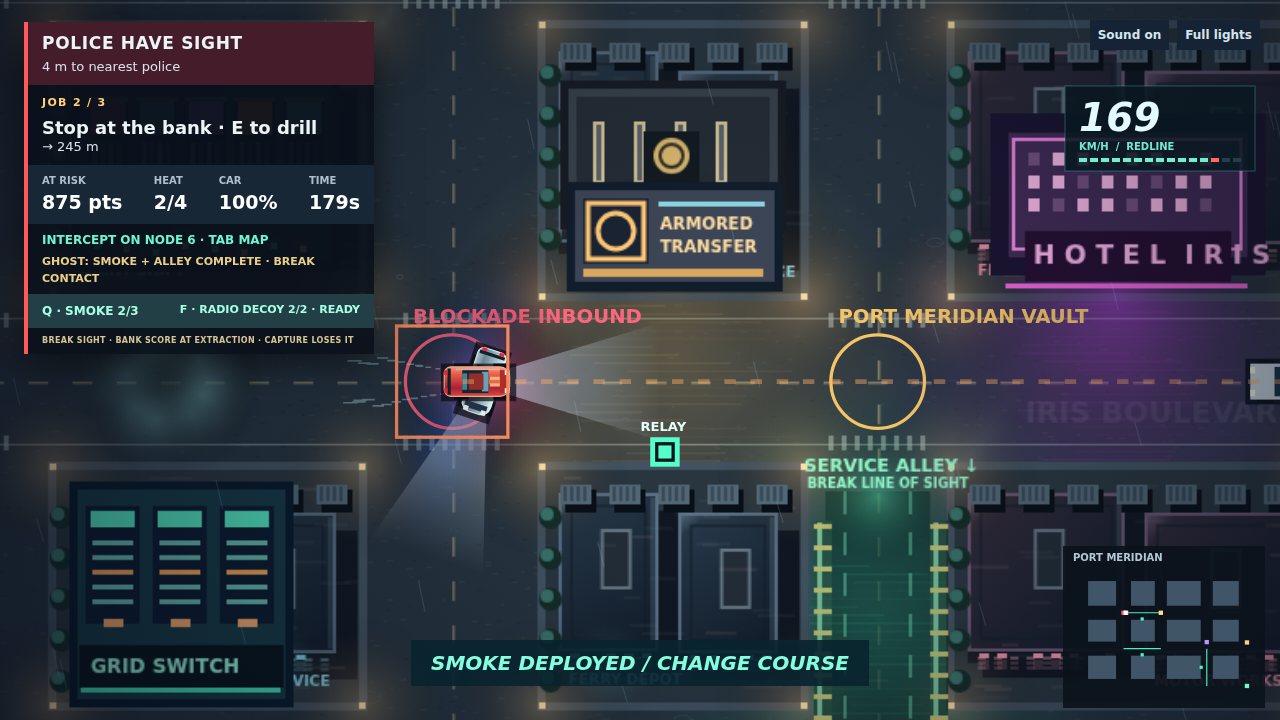 POLICE HAVE SIGHT
4 m to nearest police
JOB 2 / 3
Stop at the bank · E to drill
→ 245 m
AT RISK HEAT CAR TIME
875 pts 2/4 100% 179s
INTERCEPT ON NODE 6 · TAB MAP
GHOST: SMOKE + ALLEY COMPLETE · BREAK
CONTACT
Q · SMOKE 2/3 F · RADIO DECOY 2/2 · READY
BREAK SIGHT · BANK SCORE AT EXTRACTION · CAPTURE LOSES IT
Sound on Full lights
169
KM/H / REDLINE
ARMORED
TRANSFER
HOTEL IRIS
BLOCKADE INBOUND
PORT MERIDIAN VAULT
IRIS BOULEVAR
RELAY
SERVICE ALLEY ↓
BREAK LINE OF SIGHT
GRID SWITCH
VICE
SMOKE DEPLOYED / CHANGE COURSE
FERRY DEPOT
PORT MERIDIAN